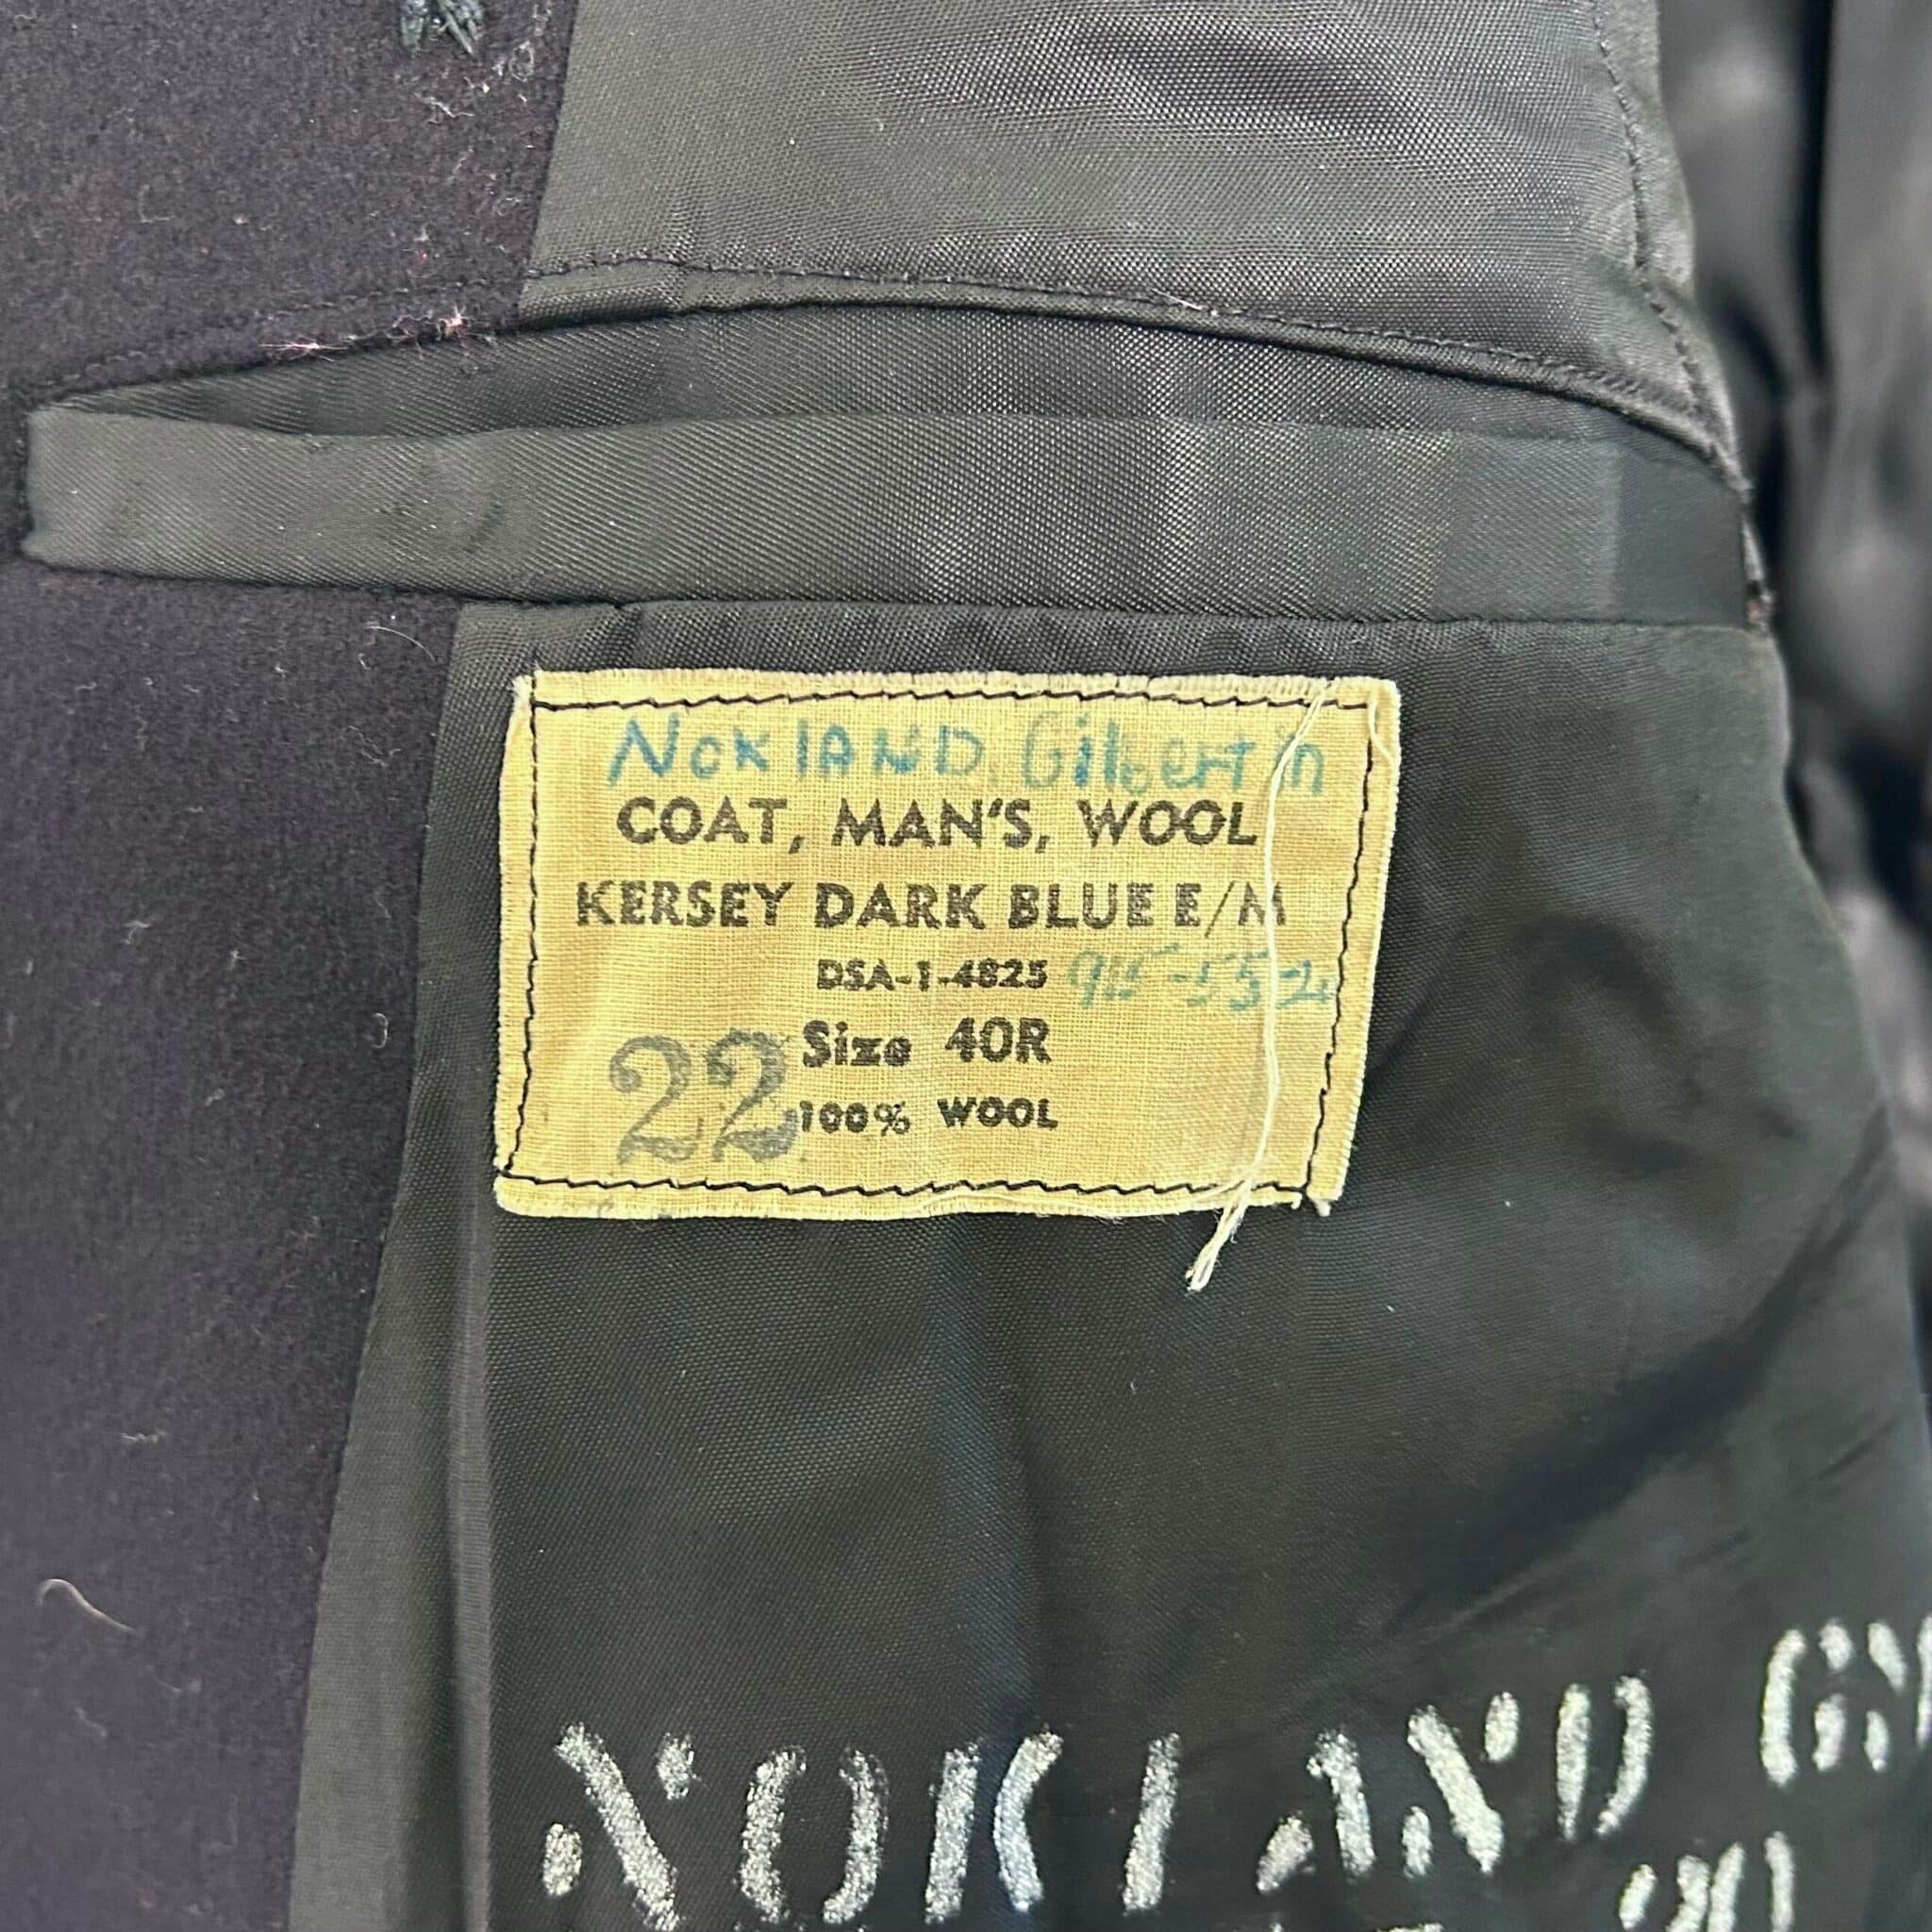 NOKLAND, Gilbert
COAT, MAN'S, WOOL
KERSEY DARK BLUE E/M
DSA-1-4825
Size 40R
22
100% WOOL
NOKLAND